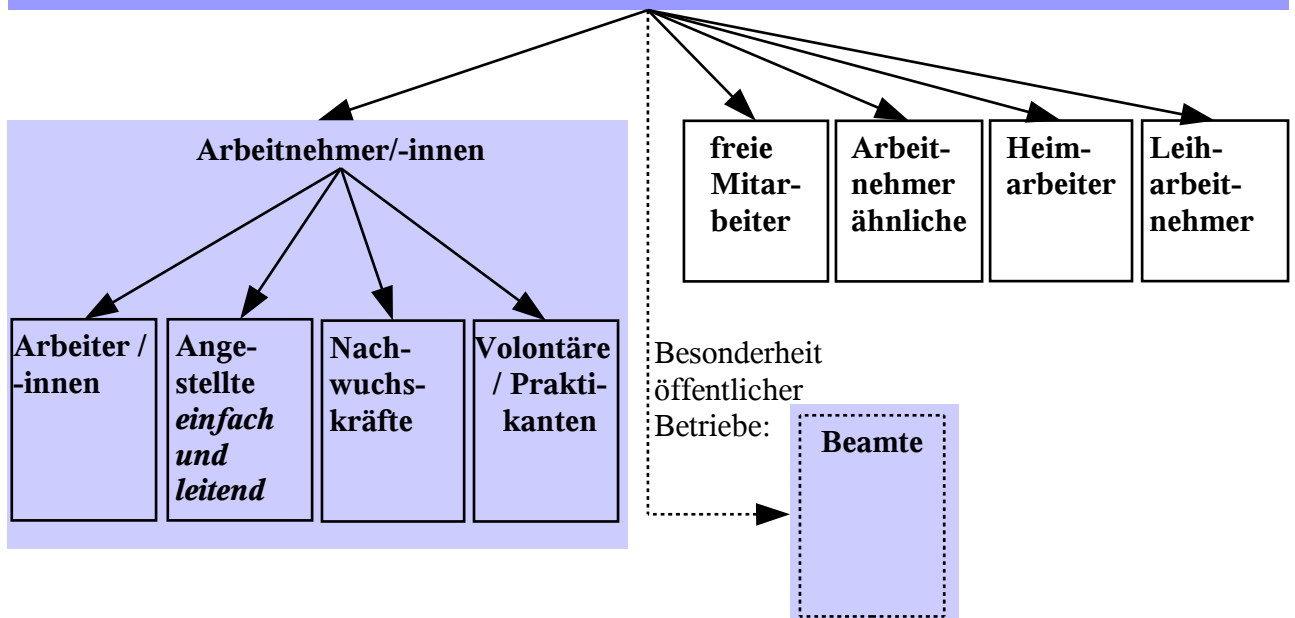 Arbeitnehmer/-innen
freie
Mitar-
beiter
Arbeit-
nehmer
ähnliche
Heim-
arbeiter
Leih-
arbeit-
nehmer
Arbeiter /
-innen
Ange-
stellte
einfach
und
leitend
Nach-
wuchs-
kräfte
Volontäre
/ Prakti-
kanten
Besonderheit
öffentlicher
Betriebe:
Beamte